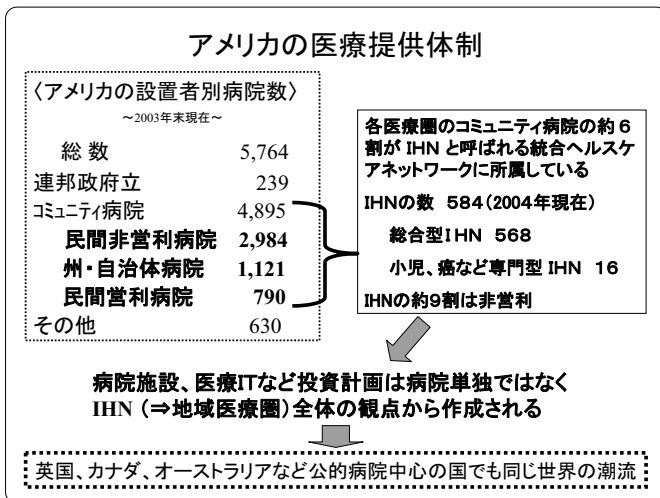 アメリカの医療提供体制
〈アメリカの設置者別病院数〉
～2003年末現在～
総 数 5,764
連邦政府立 239
コミュニティ病院 4,895
民間非営利病院 2,984
州・自治体病院 1,121
民間営利病院 790
その他 630
各医療圏のコミュニティ病院の約6
割が IHN と呼ばれる統合ヘルスケ
アネットワークに所属している
IHNの数 584(2004年現在)
総合型IHN 568
小児、癌など専門型 IHN 16
IHNの約9割は非営利
病院施設、医療ITなど投資計画は病院単独ではなく
IHN (⇒地域医療圏)全体の観点から作成される
英国、カナダ、オーストラリアなど公的病院中心の国でも同じ世界の潮流